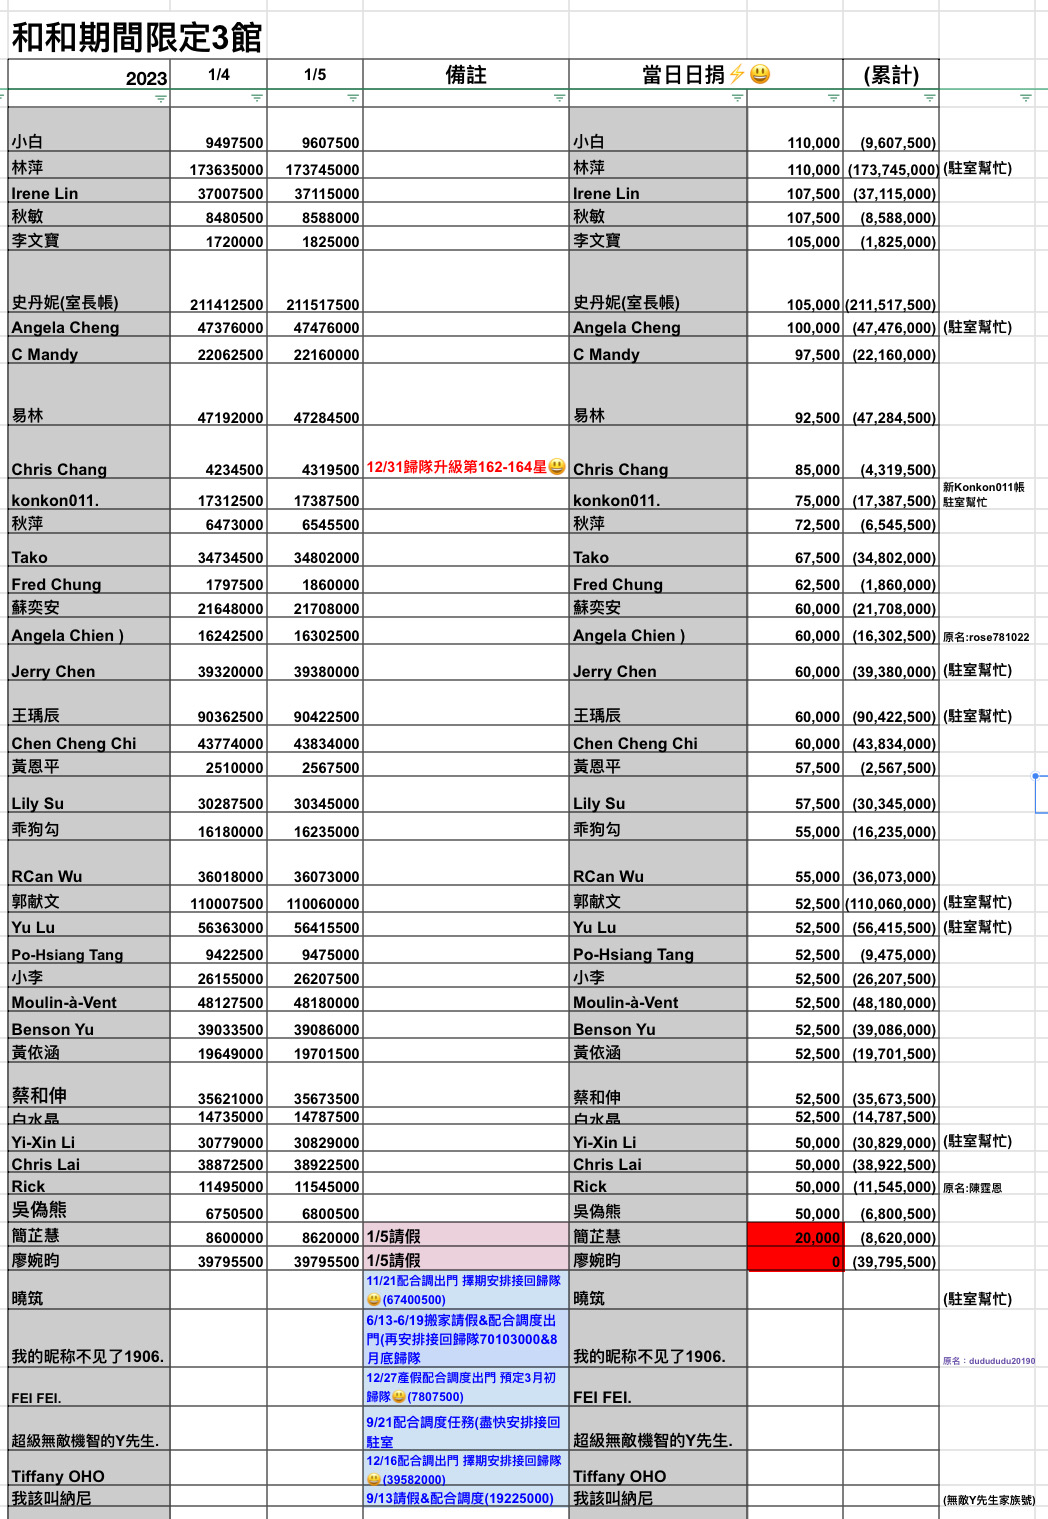 和和期間限定3館
2023 1/4 1/5 備註 當日日捐⚡😃 (累計)
小白 9497500 9607500 小白 110,000 (9,607,500)
林萍 173635000 173745000 林萍 110,000 (173,745,000) (駐室幫忙)
Irene Lin 37007500 37115000 Irene Lin 107,500 (37,115,000)
秋敏 8480500 8588000 秋敏 107,500 (8,588,000)
李文寶 1720000 1825000 李文寶 105,000 (1,825,000)
史丹妮(室長帳) 211412500 211517500 史丹妮(室長帳) 105,000 (211,517,500)
Angela Cheng 47376000 47476000 Angela Cheng 100,000 (47,476,000) (駐室幫忙)
C Mandy 22062500 22160000 C Mandy 97,500 (22,160,000)
易林 47192000 47284500 易林 92,500 (47,284,500)
Chris Chang 4234500 4319500 12/31歸隊升級第162-164星😃 Chris Chang 85,000 (4,319,500)
新Konkon011帳
konkon011. 17312500 17387500 konkon011. 75,000 (17,387,500) 駐室幫忙
秋萍 6473000 6545500 秋萍 72,500 (6,545,500)
Tako 34734500 34802000 Tako 67,500 (34,802,000)
Fred Chung 1797500 1860000 Fred Chung 62,500 (1,860,000)
蘇奕安 21648000 21708000 蘇奕安 60,000 (21,708,000)
Angela Chien ) 16242500 16302500 Angela Chien ) 60,000 (16,302,500) 原名:rose781022
Jerry Chen 39320000 39380000 Jerry Chen 60,000 (39,380,000) (駐室幫忙)
王瑀辰 90362500 90422500 王瑀辰 60,000 (90,422,500) (駐室幫忙)
Chen Cheng Chi 43774000 43834000 Chen Cheng Chi 60,000 (43,834,000)
黃恩平 2510000 2567500 黃恩平 57,500 (2,567,500)
Lily Su 30287500 30345000 Lily Su 57,500 (30,345,000)
乖狗勾 16180000 16235000 乖狗勾 55,000 (16,235,000)
RCan Wu 36018000 36073000 RCan Wu 55,000 (36,073,000)
郭献文 110007500 110060000 郭献文 52,500 (110,060,000) (駐室幫忙)
Yu Lu 56363000 56415500 Yu Lu 52,500 (56,415,500) (駐室幫忙)
Po-Hsiang Tang 9422500 9475000 Po-Hsiang Tang 52,500 (9,475,000)
小李 26155000 26207500 小李 52,500 (26,207,500)
Moulin-à-Vent 48127500 48180000 Moulin-à-Vent 52,500 (48,180,000)
Benson Yu 39033500 39086000 Benson Yu 52,500 (39,086,000)
黃依涵 19649000 19701500 黃依涵 52,500 (19,701,500)
蔡和伸 35621000 35673500 蔡和伸 52,500 (35,673,500)
白水晶 14735000 14787500 白水晶 52,500 (14,787,500)
Yi-Xin Li 30779000 30829000 Yi-Xin Li 50,000 (30,829,000) (駐室幫忙)
Chris Lai 38872500 38922500 Chris Lai 50,000 (38,922,500)
Rick 11495000 11545000 Rick 50,000 (11,545,000) 原名:陳霆恩
吳偽熊 6750500 6800500 吳偽熊 50,000 (6,800,500)
簡芷慧 8600000 8620000 1/5請假 簡芷慧 20,000 (8,620,000)
廖婉昀 39795500 39795500 1/5請假 廖婉昀 0 (39,795,500)
11/21配合調出門 擇期安排接回歸隊
曉筑 😃(67400500) 曉筑 (駐室幫忙)
6/13-6/19搬家請假&配合調度出
門(再安排接回歸隊70103000&8
我的昵称不见了1906. 月底歸隊 我的昵称不见了1906. 原名：dudududu20190
12/27產假配合調度出門 預定3月初
FEI FEI. 歸隊😃(7807500) FEI FEI.
9/21配合調度任務(盡快安排接回
超級無敵機智的Y先生. 駐室 超級無敵機智的Y先生.
12/16配合調出門 擇期安排接回歸隊
Tiffany OHO 😃(39582000) Tiffany OHO
我該叫納尼 9/13請假&配合調度(19225000) 我該叫納尼 (無敵Y先生家族號)